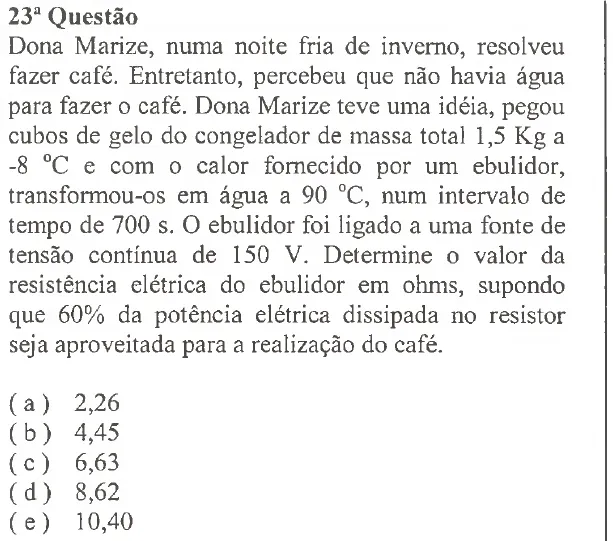 23ª Questão
Dona Marize, numa noite fria de inverno, resolveu
fazer café. Entretanto, percebeu que não havia água
para fazer o café. Dona Marize teve uma idéia, pegou
cubos de gelo do congelador de massa total 1,5 Kg a
-8 ºC e com o calor fornecido por um ebulidor,
transformou-os em água a 90 ºC, num intervalo de
tempo de 700 s. O ebulidor foi ligado a uma fonte de
tensão contínua de 150 V. Determine o valor da
resistência elétrica do ebulidor em ohms, supondo
que 60% da potência elétrica dissipada no resistor
seja aproveitada para a realização do café.
( a ) 2,26
( b ) 4,45
( c ) 6,63
( d ) 8,62
( e ) 10,40